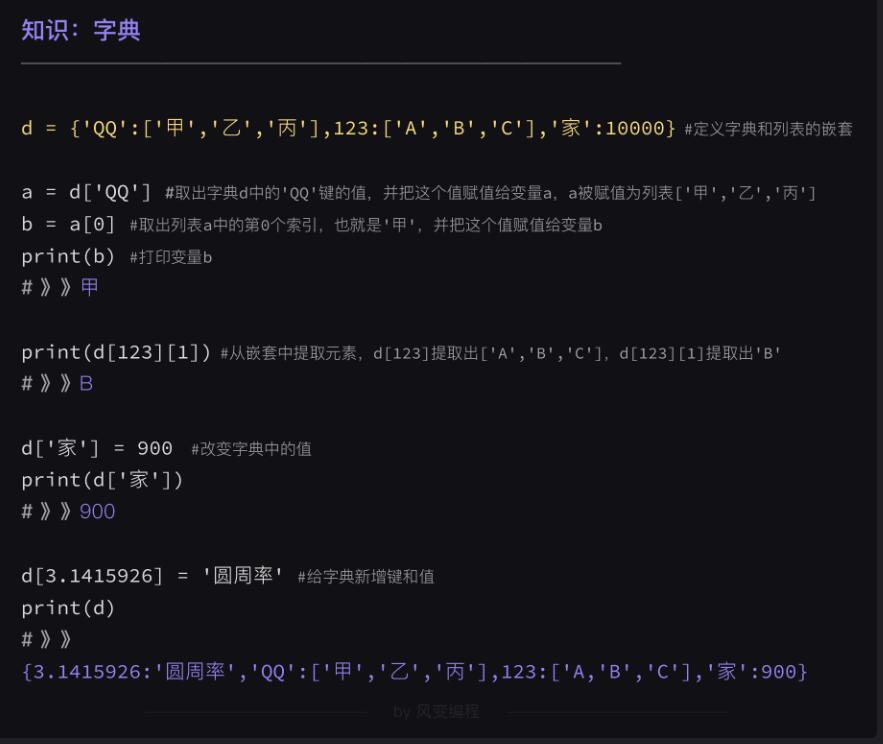 知识：字典
d = {'QQ':['甲','乙','丙'],123:['A','B','C'],'家':10000} #定义字典和列表的嵌套
a = d['QQ'] #取出字典d中的'QQ'键的值，并把这个值赋值给变量a，a被赋值为列表['甲','乙','丙']
b = a[0] #取出列表a中的第0个索引，也就是'甲'，并把这个值赋值给变量b
print(b) #打印变量b
#》》甲
print(d[123][1]) #从嵌套中提取元素，d[123]提取出['A','B','C']，d[123][1]提取出'B'
#》》B
d['家'] = 900 #改变字典中的值
print(d['家'])
#》》900
d[3.1415926] = '圆周率' #给字典新增键和值
print(d)
#》》
{3.1415926:'圆周率','QQ':['甲','乙','丙'],123:['A,'B','C'],'家':900}
by 风变编程